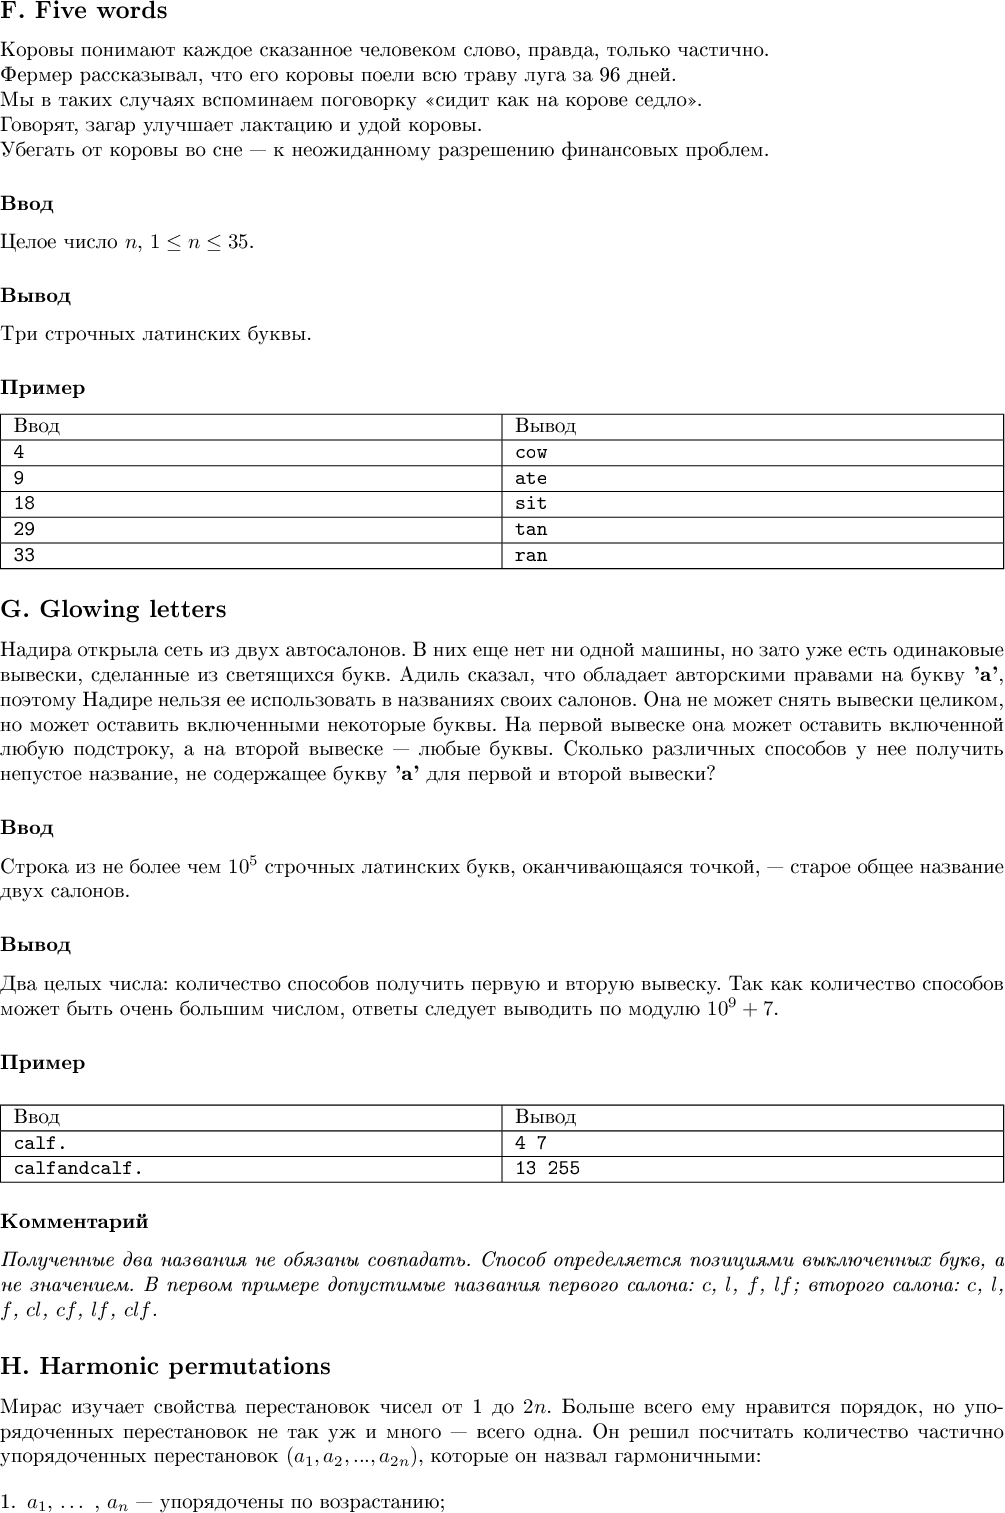 F. Five words
Коровы понимают каждое сказанное человеком слово, правда, только частично.
Фермер рассказывал, что его коровы поели всю траву луга за 96 дней.
Мы в таких случаях вспоминаем поговорку «сидит как на корове седло».
Говорят, загар улучшает лактацию и удой коровы.
Убегать от коровы во сне — к неожиданному разрешению финансовых проблем.
Ввод
Целое число n, 1 ≤ n ≤ 35.
Вывод
Три строчных латинских буквы.
Пример
Ввод Вывод
4 cow
9 ate
18 sit
29 tan
33 ran
G. Glowing letters
Надира открыла сеть из двух автосалонов. В них еще нет ни одной машины, но зато уже есть одинаковые
вывески, сделанные из светящихся букв. Адиль сказал, что обладает авторскими правами на букву ’a’,
поэтому Надире нельзя ее использовать в названиях своих салонов. Она не может снять вывески целиком,
но может оставить включенными некоторые буквы. На первой вывеске она может оставить включенной
любую подстроку, а на второй вывеске — любые буквы. Сколько различных способов у нее получить
непустое название, не содержащее букву ’a’ для первой и второй вывески?
Ввод
Строка из не более чем 10⁵ строчных латинских букв, оканчивающаяся точкой, — старое общее название
двух салонов.
Вывод
Два целых числа: количество способов получить первую и вторую вывеску. Так как количество способов
может быть очень большим числом, ответы следует выводить по модулю 10⁹ + 7.
Пример
Ввод Вывод
calf. 4 7
calfandcalf. 13 255
Комментарий
Полученные два названия не обязаны совпадать. Способ определяется позициями выключенных букв, а
не значением. В первом примере допустимые названия первого салона: c, l, f, lf; второго салона: c, l,
f, cl, cf, lf, clf.
H. Harmonic permutations
Мирас изучает свойства перестановок чисел от 1 до 2n. Больше всего ему нравится порядок, но упо-
рядоченных перестановок не так уж и много — всего одна. Он решил посчитать количество частично
упорядоченных перестановок (a₁, a₂, ..., a₂ₙ), которые он назвал гармоничными:
1. a₁, … , aₙ — упорядочены по возрастанию;